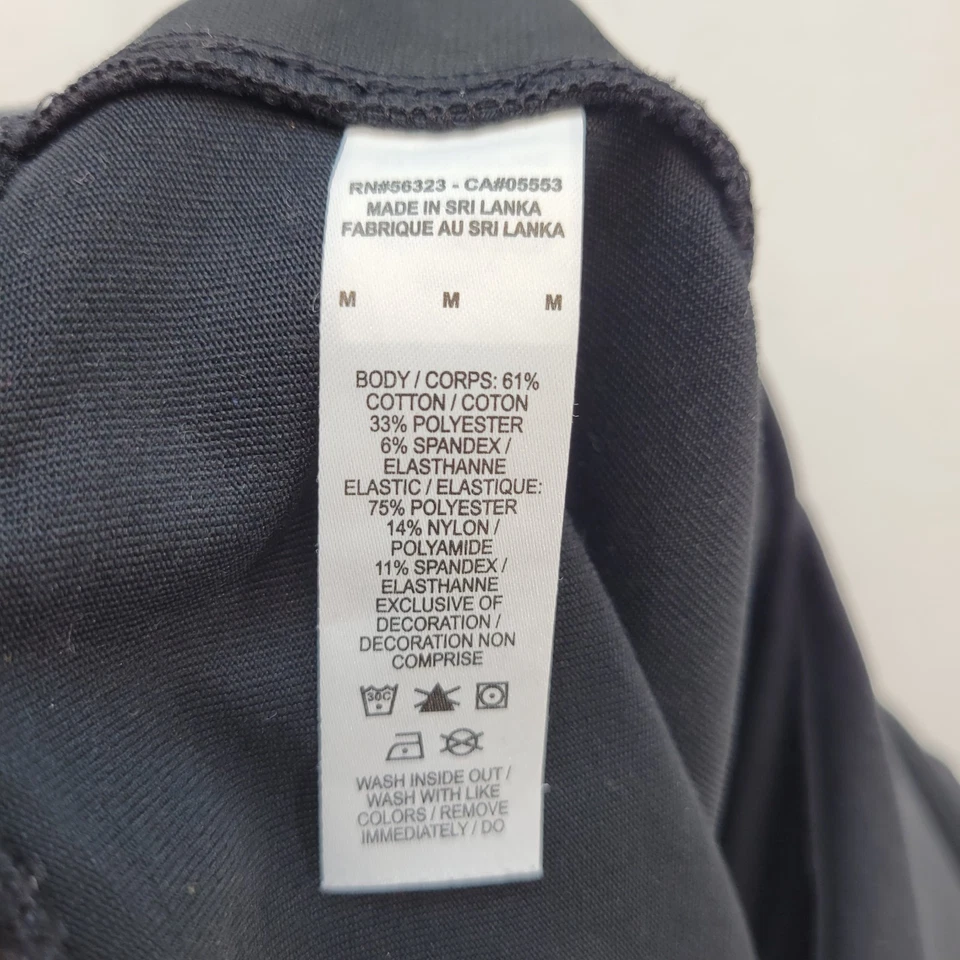 RN#56323 - CA#05553
MADE IN SRI LANKA
FABRIQUE AU SRI LANKA
M M M
BODY / CORPS: 61%
COTTON / COTON
33% POLYESTER
6% SPANDEX /
ELASTHANNE
ELASTIC / ELASTIQUE:
75% POLYESTER
14% NYLON /
POLYAMIDE
11% SPANDEX /
ELASTHANNE
EXCLUSIVE OF
DECORATION /
DECORATION NON
COMPRISE
30C
WASH INSIDE OUT /
WASH WITH LIKE
COLORS / REMOVE
IMMEDIATELY / DO